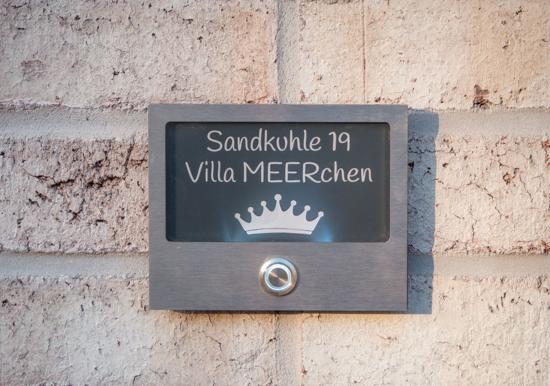 Sandkuhle 19
Villa MEERchen